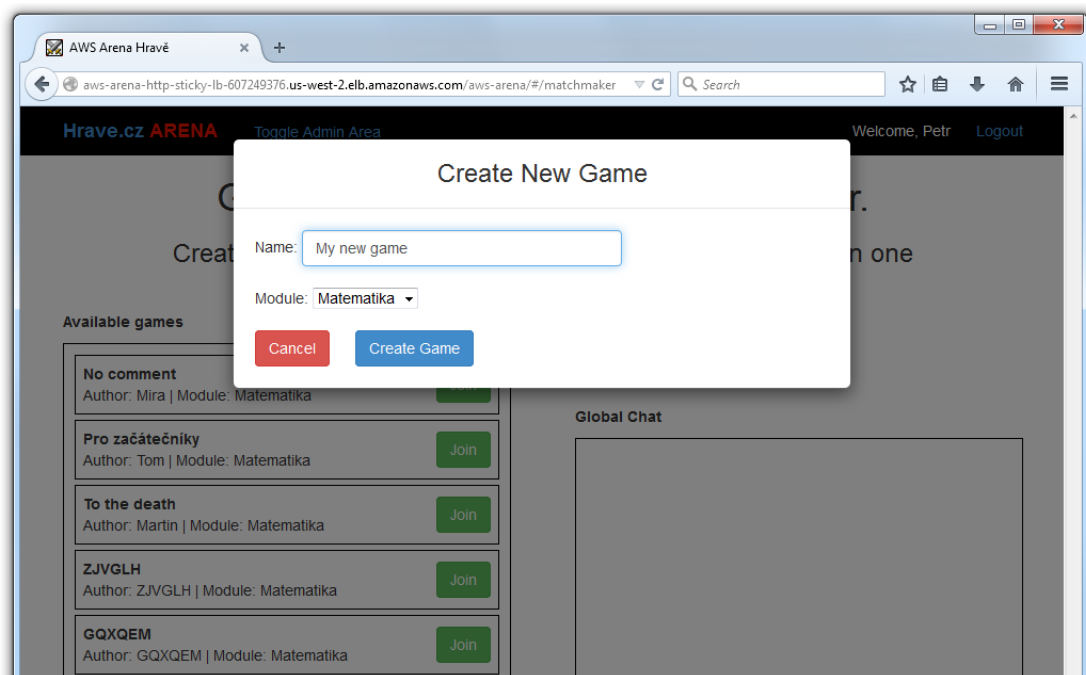 AWS Arena Hravě
aws-arena-http-sticky-lb-607249376.us-west-2.elb.amazonaws.com/aws-arena/#/matchmaker
Search
Hrave.cz ARENA Toggle Admin Area Welcome, Petr Logout
Create New Game
G r.
Creat n one
Name: My new game
Module: Matematika
Cancel Create Game
Available games
No comment
Author: Mira | Module: Matematika
Join
Global Chat
Pro začátečníky
Author: Tom | Module: Matematika
Join
To the death
Author: Martin | Module: Matematika
Join
ZJVGLH
Author: ZJVGLH | Module: Matematika
Join
GQXQEM
Author: GQXQEM | Module: Matematika
Join